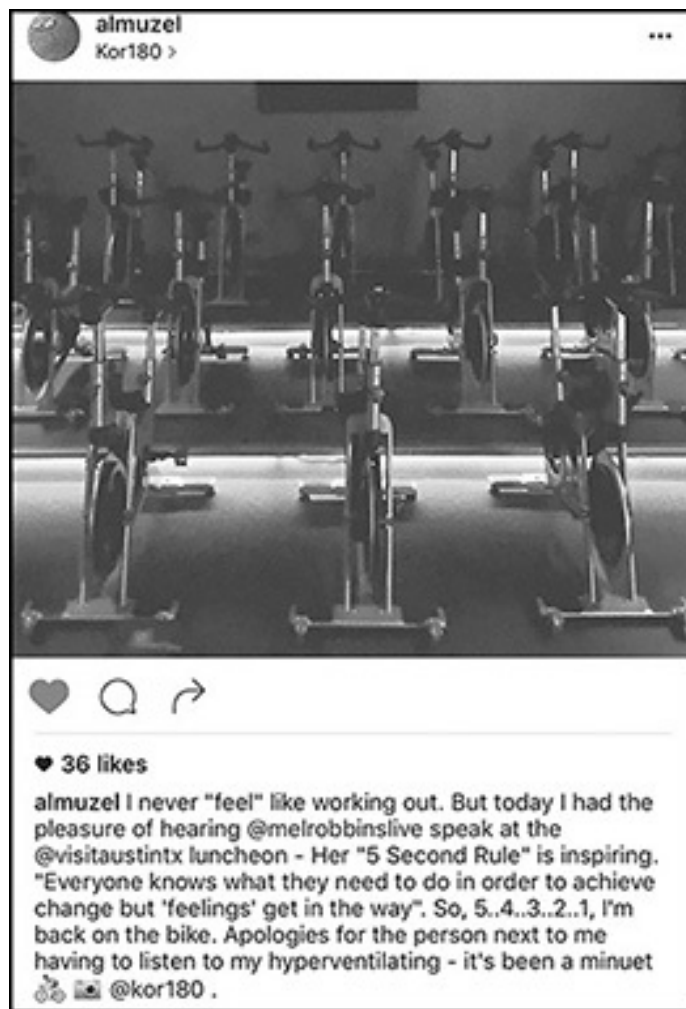 almuzel
Kor180 >
36 likes
almuzel I never "feel" like working out. But today I had the
pleasure of hearing @melrobbinslive speak at the
@visitaustintx luncheon - Her "5 Second Rule" is inspiring.
"Everyone knows what they need to do in order to achieve
change but 'feelings' get in the way". So, 5..4..3..2..1, I'm
back on the bike. Apologies for the person next to me
having to listen to my hyperventilating - it's been a minuet
🚴 📷 @kor180 .